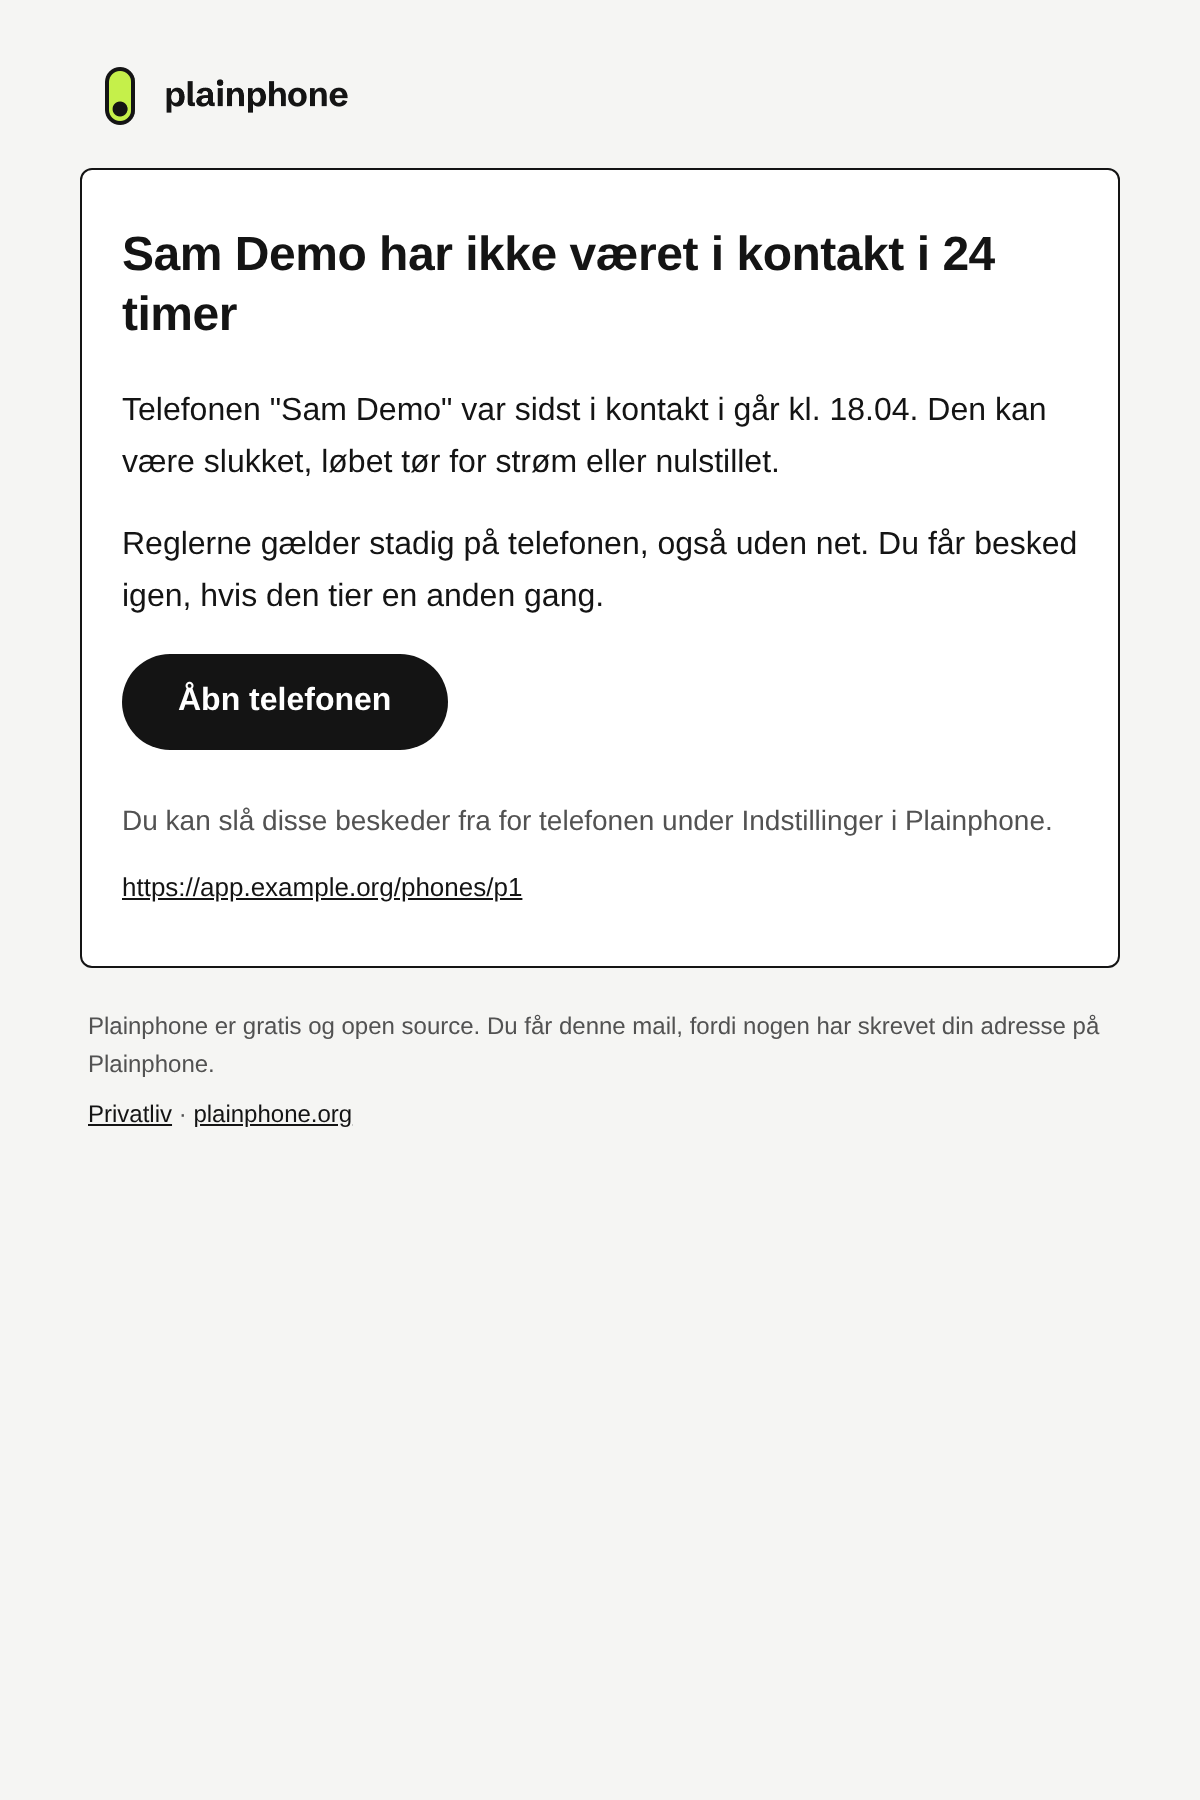 plainphone
Sam Demo har ikke været i kontakt i 24
timer
Telefonen "Sam Demo" var sidst i kontakt i går kl. 18.04. Den kan
være slukket, løbet tør for strøm eller nulstillet.
Reglerne gælder stadig på telefonen, også uden net. Du får besked
igen, hvis den tier en anden gang.
Åbn telefonen
Du kan slå disse beskeder fra for telefonen under Indstillinger i Plainphone.
https://app.example.org/phones/p1
Plainphone er gratis og open source. Du får denne mail, fordi nogen har skrevet din adresse på
Plainphone.
Privatliv · plainphone.org